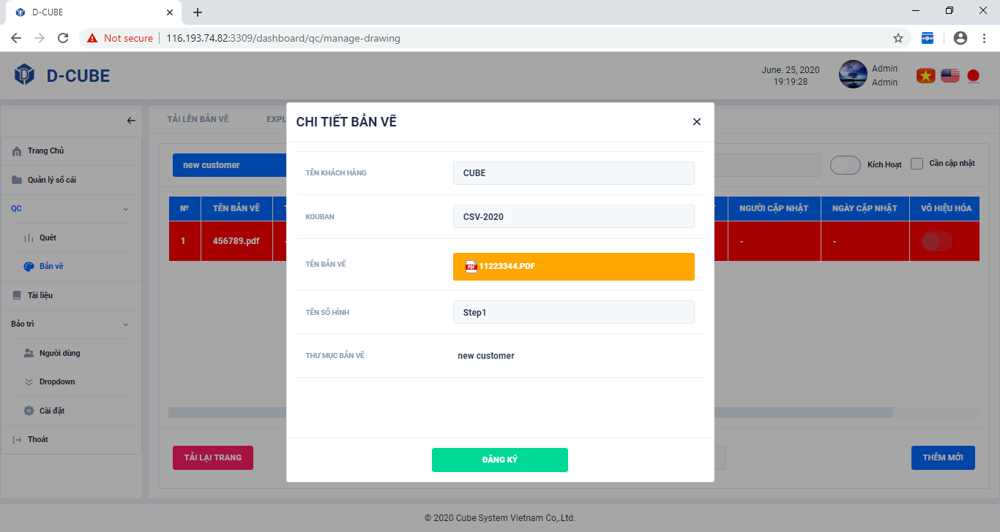 D-CUBE
Not secure
116.193.74.82:3309/dashboard/qc/manage-drawing
D-CUBE
June. 25, 2020
19:19:28
Admin
Admin
TẢI LÊN BẢN VẼ
EXPL
Trang Chủ
Quản lý sổ cái
QC
Quét
Bản vẽ
Tài liệu
Bảo trì
Người dùng
Dropdown
Cài đặt
Thoát
new customer
Kích Hoạt
Cần cập nhật
Nº TÊN BẢN VẼ NGƯỜI CẬP NHẬT NGÀY CẬP NHẬT VÔ HIỆU HÓA
1 456789.pdf - - -
CHI TIẾT BẢN VẼ
TÊN KHÁCH HÀNG CUBE
KOUBAN CSV-2020
TÊN BẢN VẼ PDF 11223344.PDF
TÊN SỐ HÌNH Step1
THƯ MỤC BẢN VẼ new customer
ĐĂNG KÝ
TẢI LẠI TRANG
THÊM MỚI
© 2020 Cube System Vietnam Co,.Ltd.